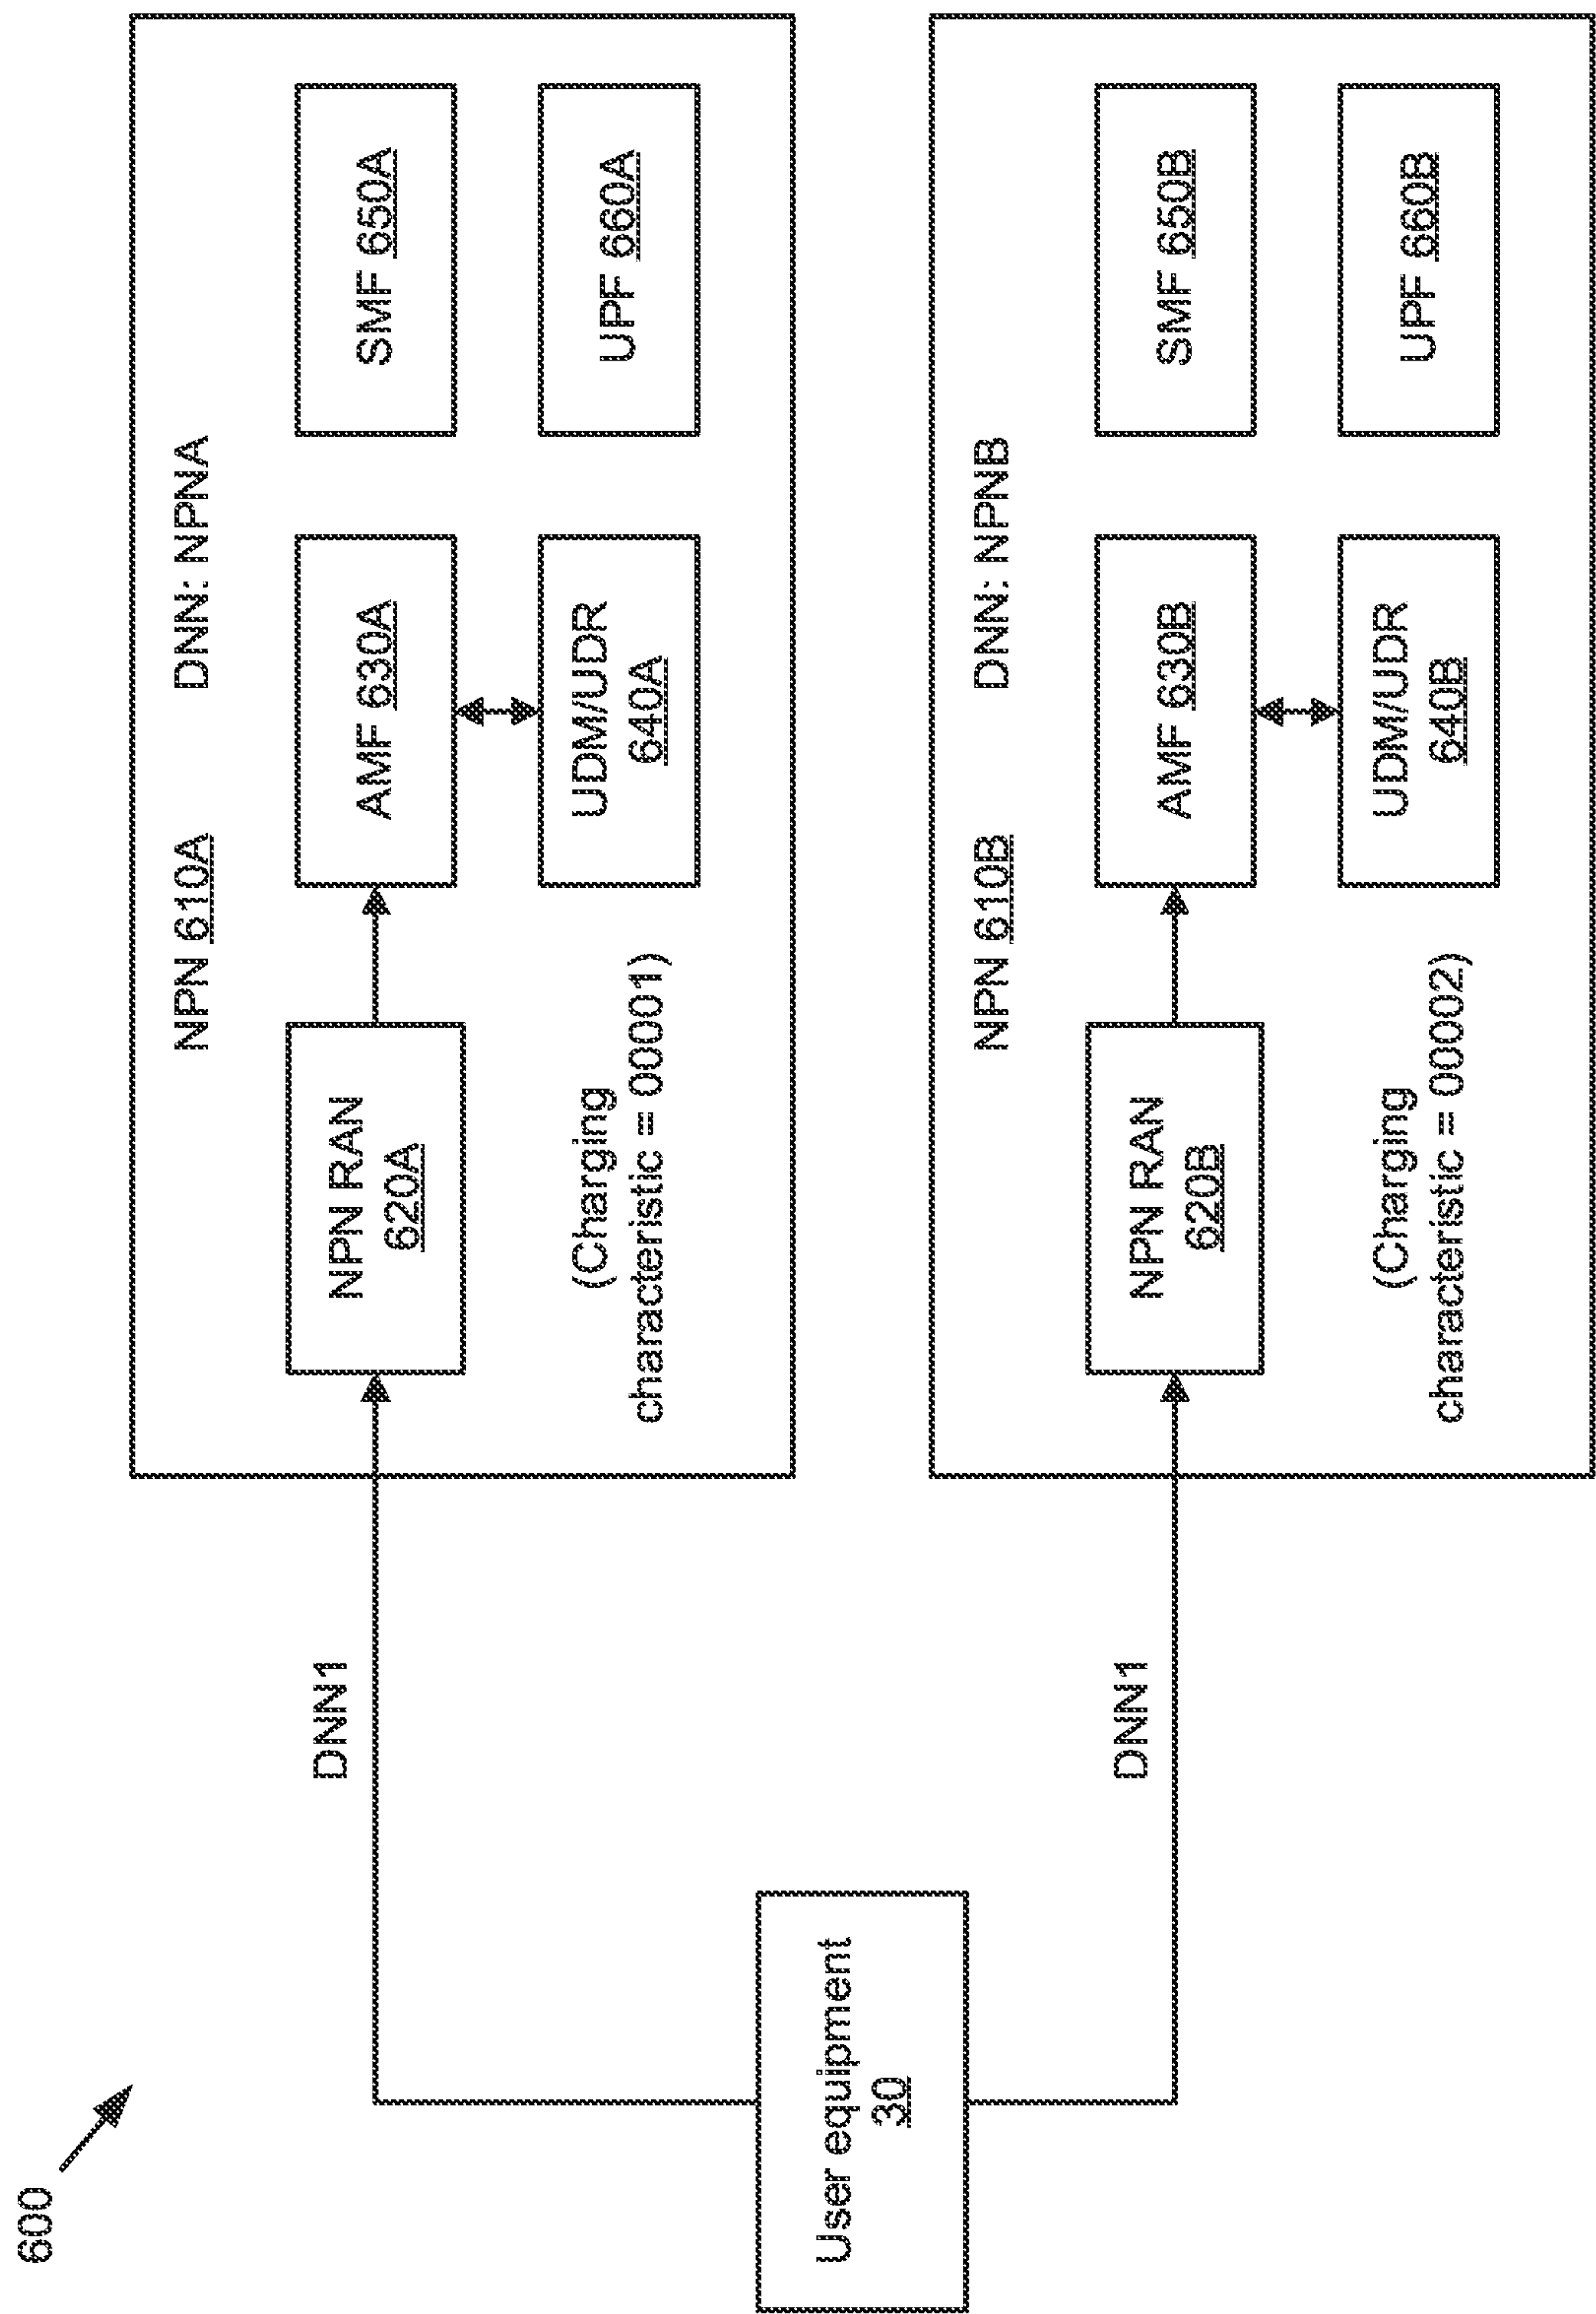 600
User equipment
30
DNN1
DNN1
NPN 610A
DNN: NPNA
NPN RAN
620A
AMF 630A
SMF 650A
(Charging
characteristic = 00001)
UDM/UDR
640A
UPF 660A
NPN 610B
DNN: NPNB
NPN RAN
620B
AMF 630B
SMF 650B
(Charging
characteristic = 00002)
UDM/UDR
640B
UPF 660B